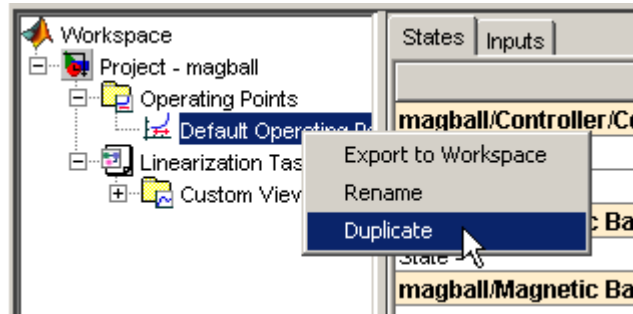 Workspace
Project - magball
Operating Points
Default Operating
Linearization Tas
Custom View
Export to Workspace
Rename
Duplicate
States
Inputs
magball/Controller/Co
c Ba
State -
magball/Magnetic Ba